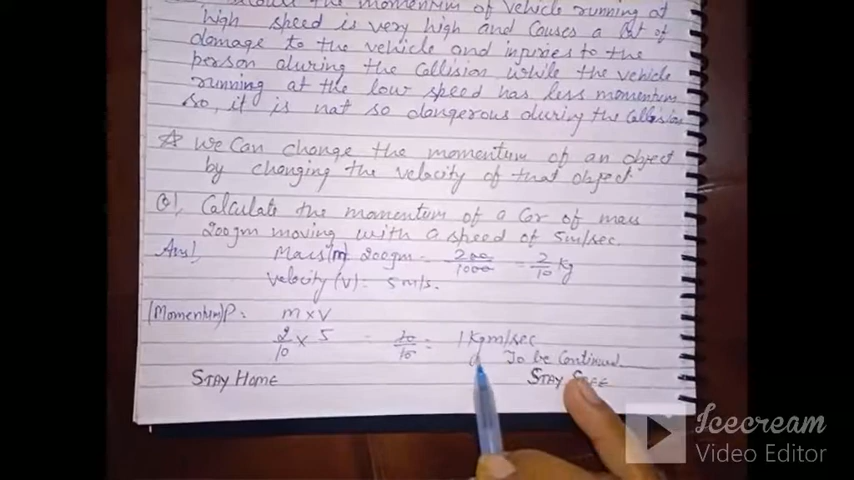 the momentum of vehicle running at
high speed is very high and causes a lot of
damage to the vehicle and injuries to the
person during the collision while the vehicle
running at the low speed has less momentum
so, it is not so dangerous during the collision
☆ we can change the momentum of an object
by changing the velocity of that object.
Q1, Calculate the momentum of a car of mass
200gm moving with a speed of 5m/sec.
Ans1, Mass(m) 200gm = 200/1000 = 2/10 kg
Velocity (V) = 5m/s.
(Momentum)P = m×V
2/10 × 5 = 10/10 = 1 kgm/sec
To be continued
STAY HOME STAY
Icecream
Video Editor